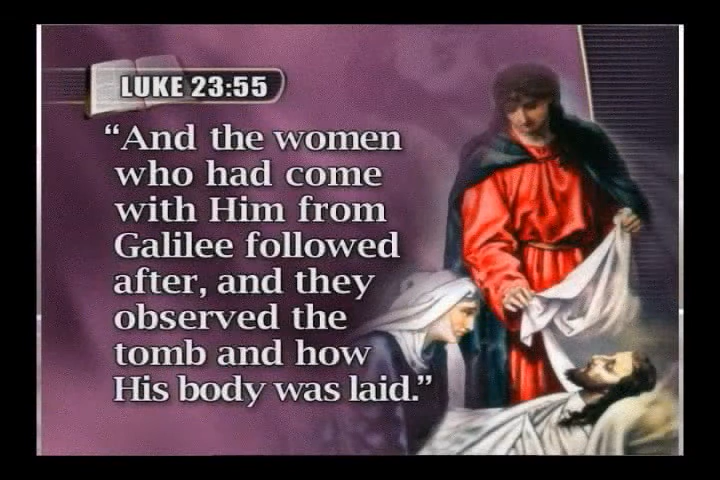 LUKE 23:55
“And the women
who had come
with Him from
Galilee followed
after, and they
observed the
tomb and how
His body was laid.”